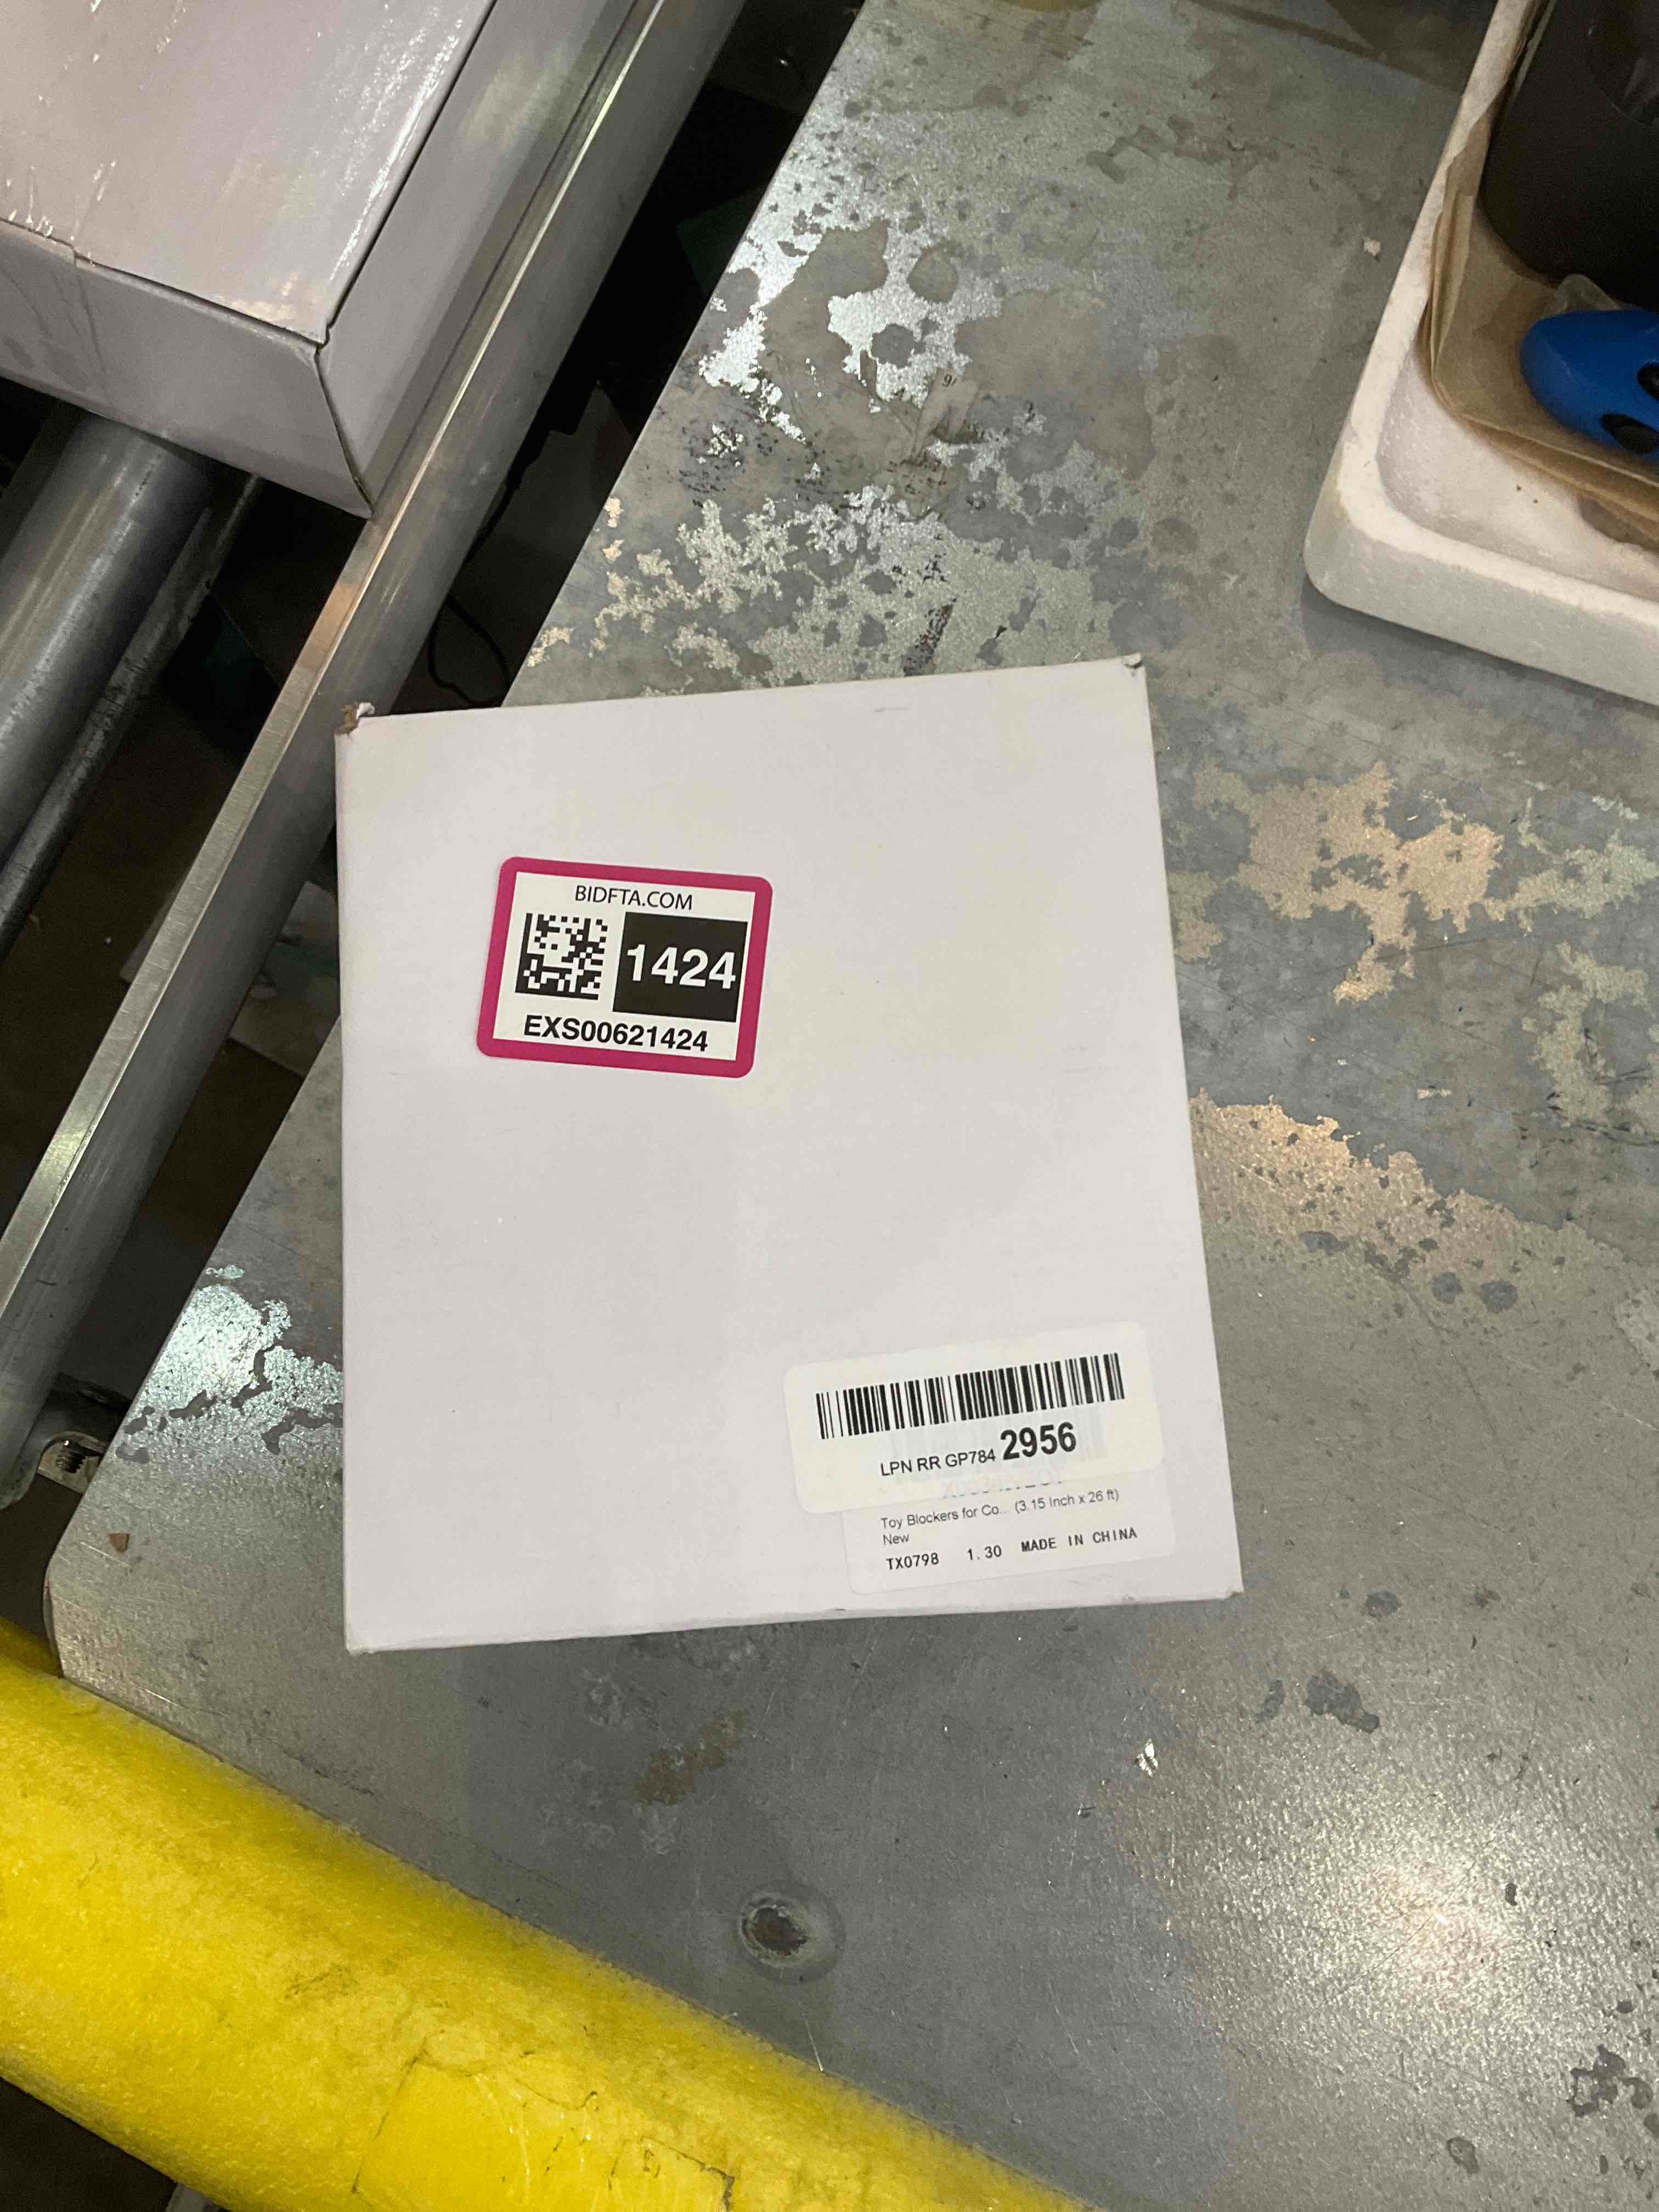 BIDFTA.COM
1424
EXS00621424
LPN RR GP784 2956
Toy Blockers for Co... (3.15 Inch x 26 ft)
New
TX0798 1.30 MADE IN CHINA